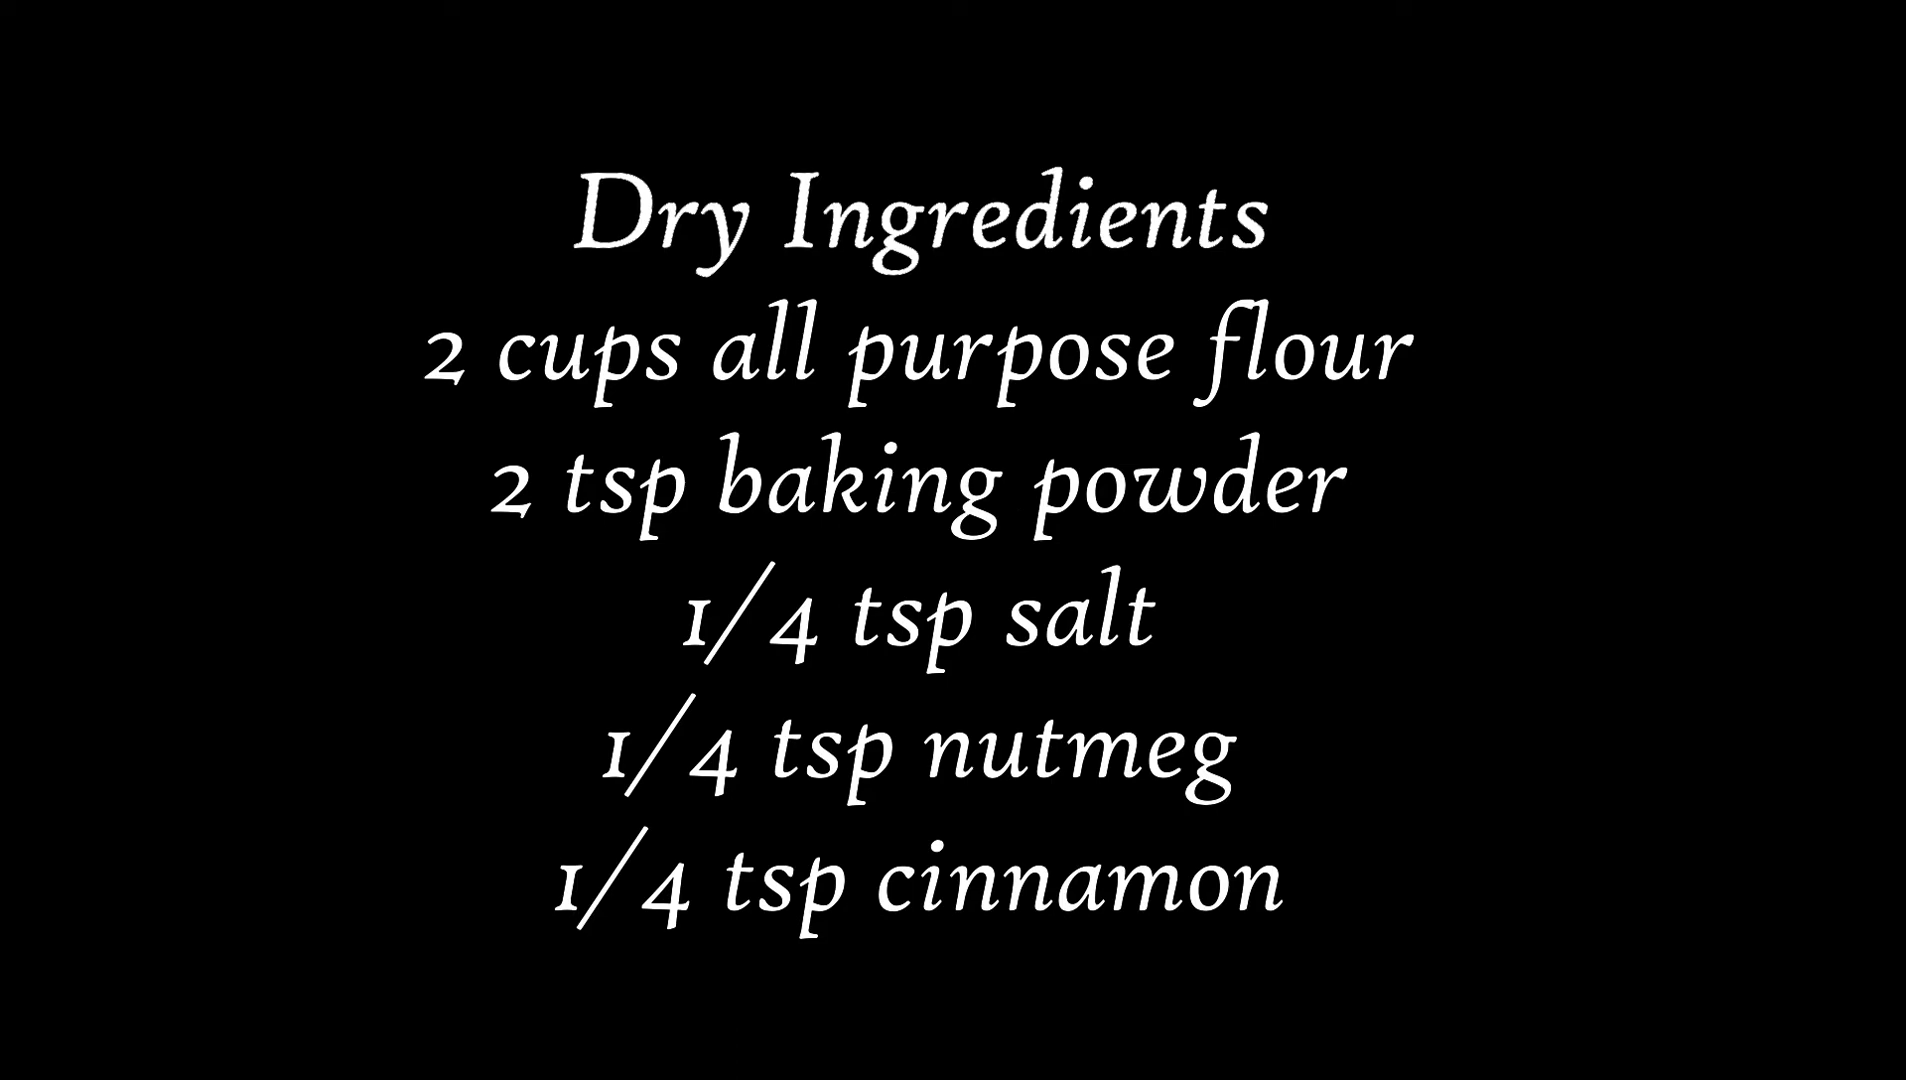 Dry Ingredients
2 cups all purpose flour
2 tsp baking powder
1/4 tsp salt
1/4 tsp nutmeg
1/4 tsp cinnamon